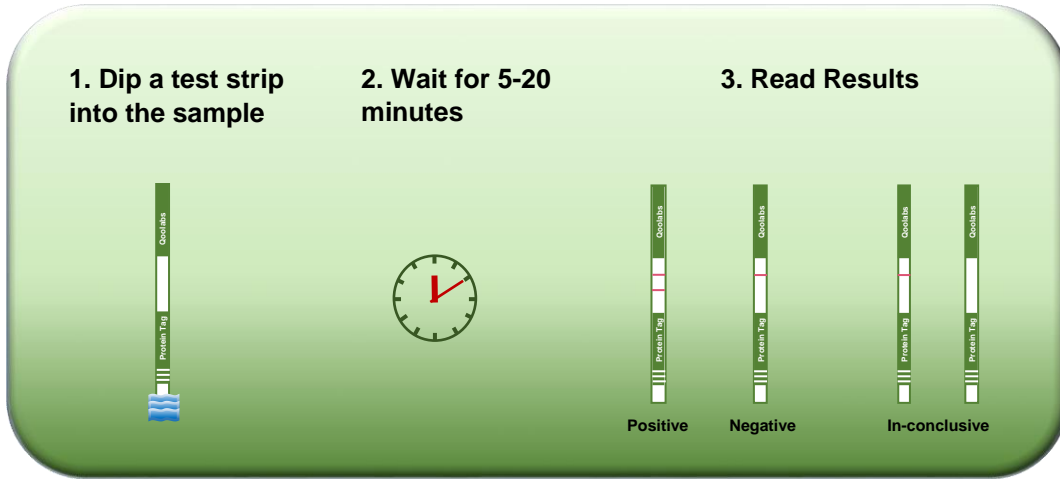 1. Dip a test strip
into the sample
2. Wait for 5-20
minutes
3. Read Results
Qoolabs
Protein Tag
Qoolabs
Protein Tag
Qoolabs
Protein Tag
Qoolabs
Protein Tag
Qoolabs
Protein Tag
Positive
Negative
In-conclusive